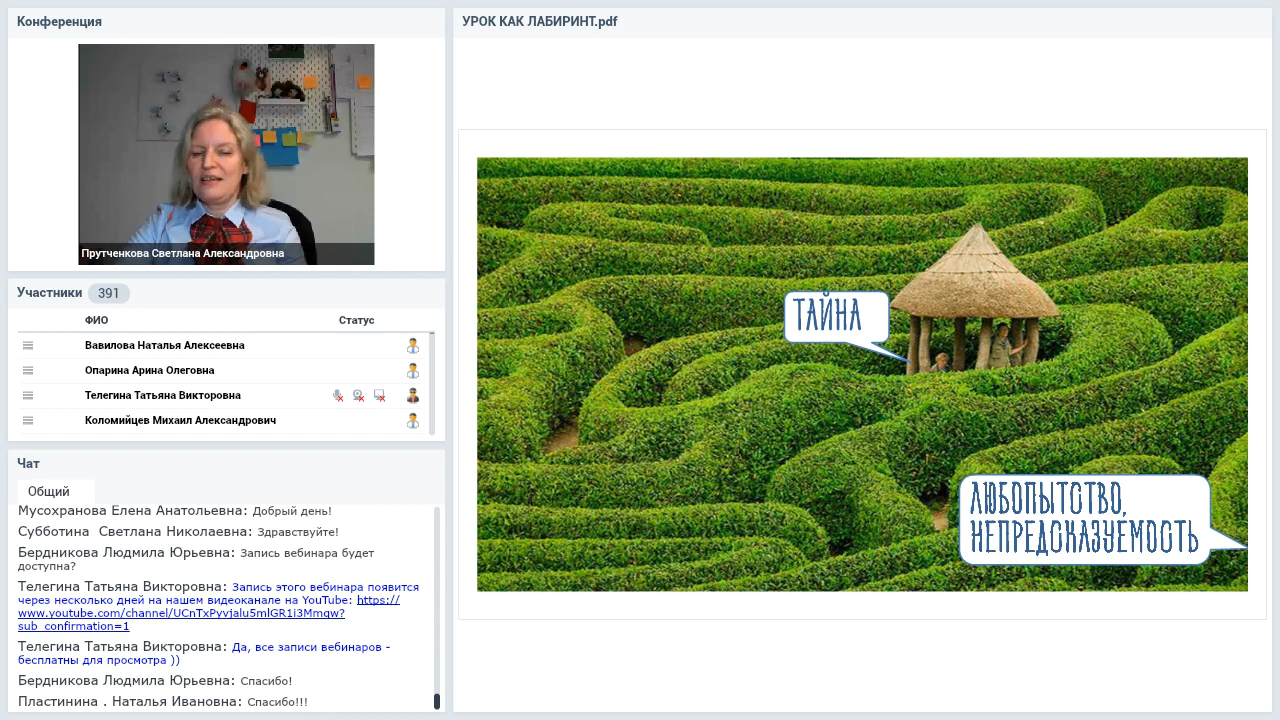 Конференция
Прутченкова Светлана Александровна
Участники 391
ФИО Статус
Вавилова Наталья Алексеевна
Опарина Арина Олеговна
Телегина Татьяна Викторовна
Коломийцев Михаил Александрович
Чат
Общий
Мусохранова Елена Анатольевна: Добрый день!
Субботина Светлана Николаевна: Здравствуйте!
Бердникова Людмила Юрьевна: Запись вебинара будет
доступна?
Телегина Татьяна Викторовна: Запись этого вебинара появится
через несколько дней на нашем видеоканале на YouTube: https://
www.youtube.com/channel/UCnTxPyvjalu5mlGR1i3Mmqw?
sub_confirmation=1
Телегина Татьяна Викторовна: Да, все записи вебинаров -
бесплатны для просмотра ))
Бердникова Людмила Юрьевна: Спасибо!
Пластинина . Наталья Ивановна: Спасибо!!!
УРОК КАК ЛАБИРИНТ.pdf
ТАЙНА
ЛЮБОПЫТСТВО,
НЕПРЕДСКАЗУЕМОСТЬ